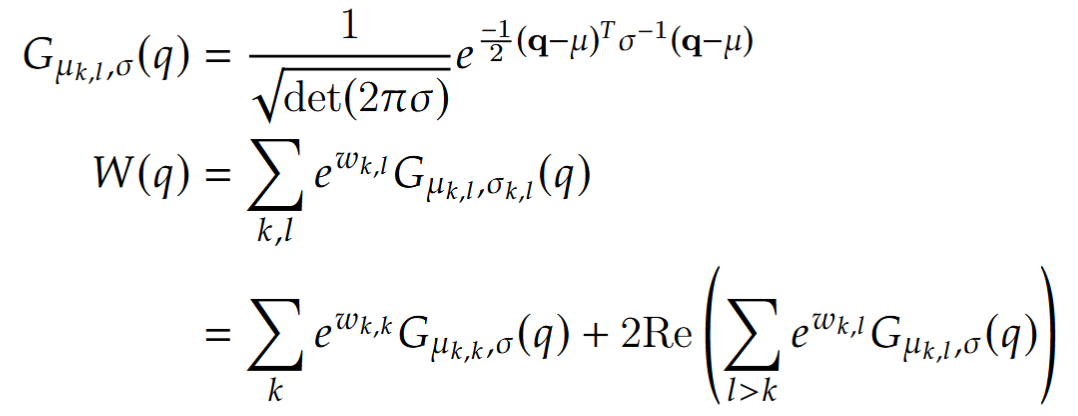 G_{μ_{k,l},σ}(q) = \frac{1}{\sqrt{\det(2πσ)}} e^{\frac{-1}{2}(\mathbf{q}−μ)^T σ^{−1}(\mathbf{q}−μ)}
W(q) = \sum_{k,l} e^{w_{k,l}} G_{μ_{k,l},σ_{k,l}}(q)
= \sum_{k} e^{w_{k,k}} G_{μ_{k,k},σ}(q) + 2\mathrm{Re}\left(\sum_{l>k} e^{w_{k,l}} G_{μ_{k,l},σ}(q)\right)